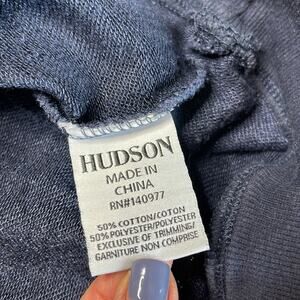 HUDSON
MADE IN
CHINA
RN#140977
50% COTTON/COTON
50% POLYESTER/POLYESTER
EXCLUSIVE OF TRIMMING/
GARNITURE NON COMPRISE